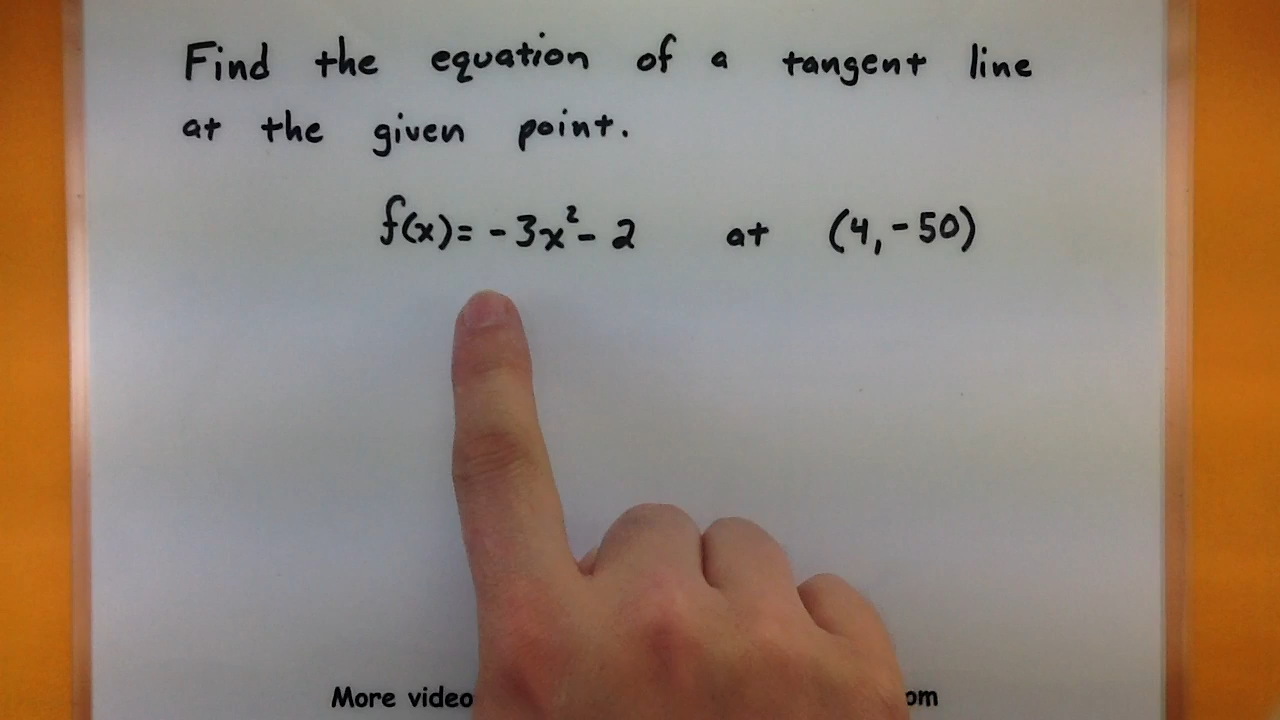 Find the equation of a tangent line
at the given point.
f(x)= -3x²- 2 at (4,-50)
More video om